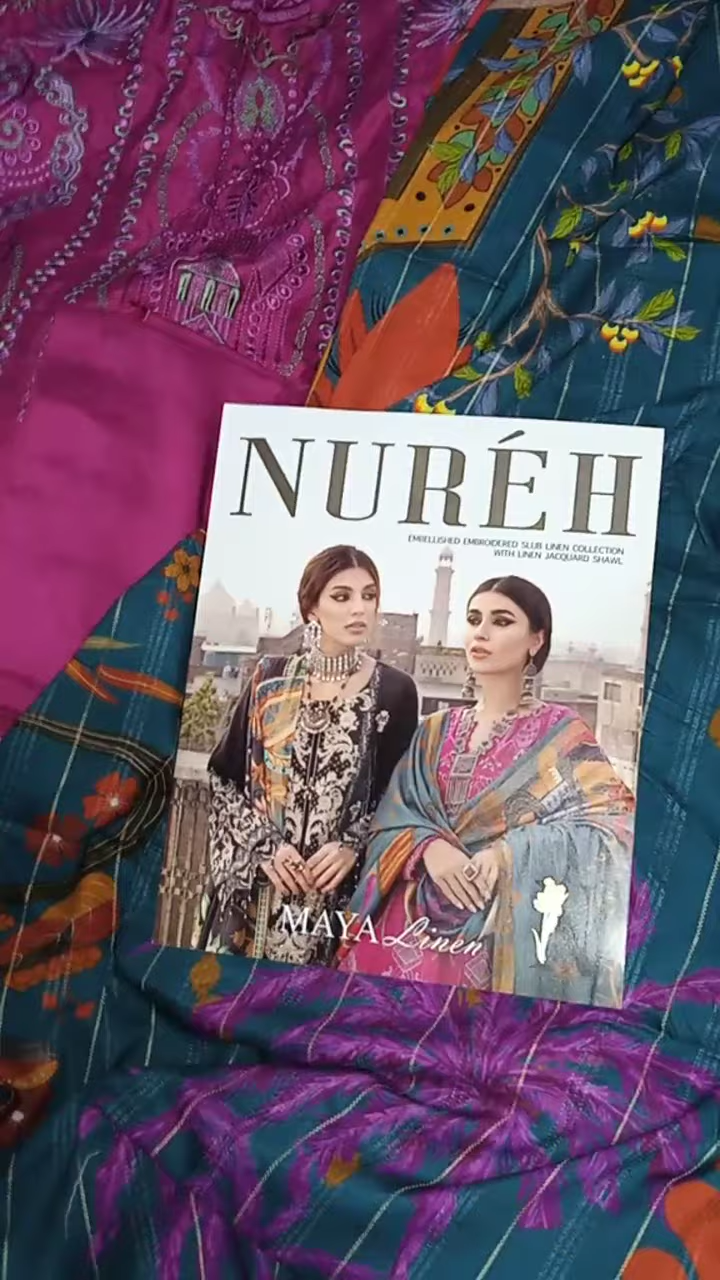 NURÉH
EMBELLISHED EMBROIDERED SLUB LINEN COLLECTION
WITH LINEN JACQUARD SHAWL
MAYA Linen